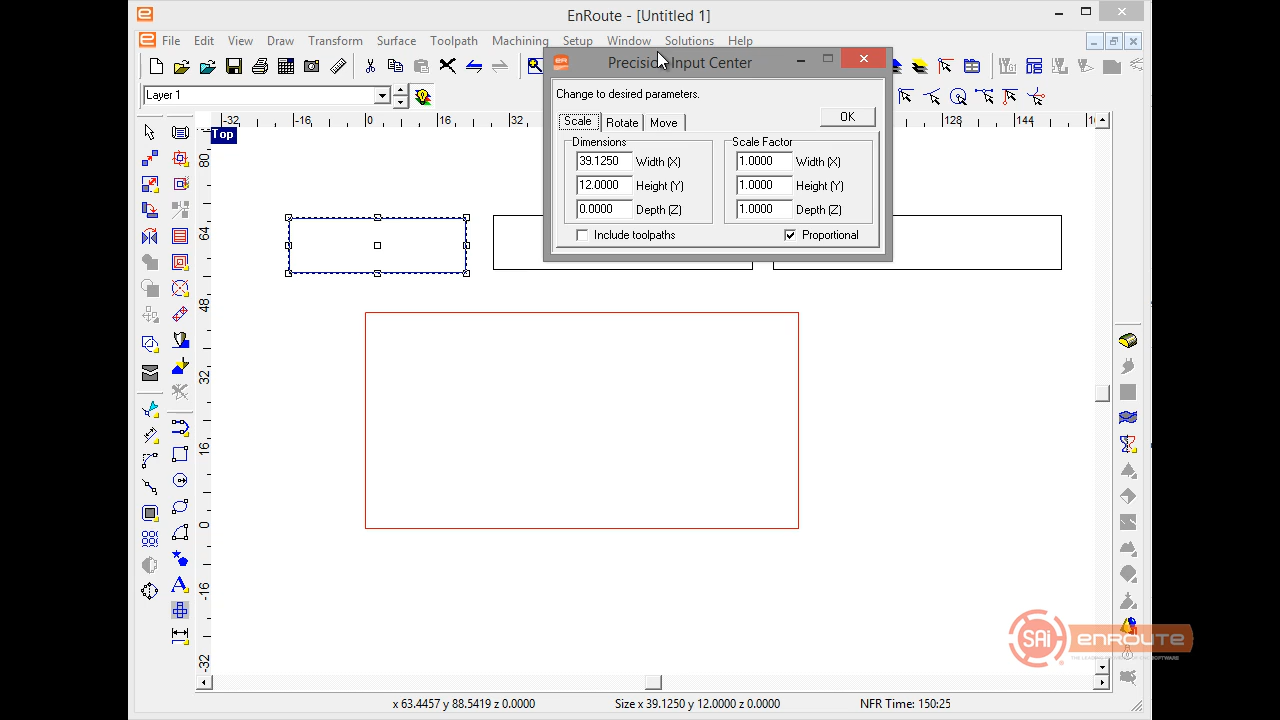 EnRoute - [Untitled 1]
File Edit View Draw Transform Surface Toolpath Machining Setup Window Solutions Help
Precision Input Center
Layer 1
Change to desired parameters.
Scale Rotate Move OK
Dimensions Scale Factor
39.1250 Width (X) 1.0000 Width (X)
12.0000 Height (Y) 1.0000 Height (Y)
0.0000 Depth (Z) 1.0000 Depth (Z)
Include toolpaths Proportional
-32 -16 0 16 32 128 144
Top
80
64
48
32
16
0
-16
-32
SAi ENROUTE
x 63.4457 y 88.5419 z 0.0000 Size x 39.1250 y 12.0000 z 0.0000 NFR Time: 150:25